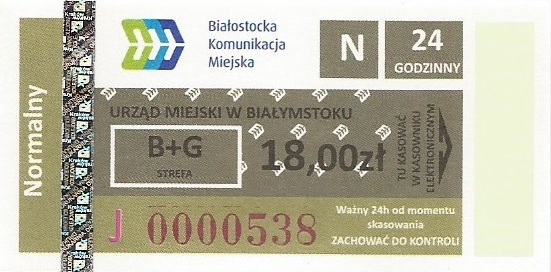 Normalny
Białostocka
Komunikacja
Miejska
N
24
GODZINNY
URZĄD MIEJSKI W BIAŁYMSTOKU
B+G
STREFA
18,00zł
TU KASOWAĆ
W KASOWNIKU
ELEKTRONICZNYM
J 0000538
Ważny 24h od momentu
skasowania
ZACHOWAĆ DO KONTROLI